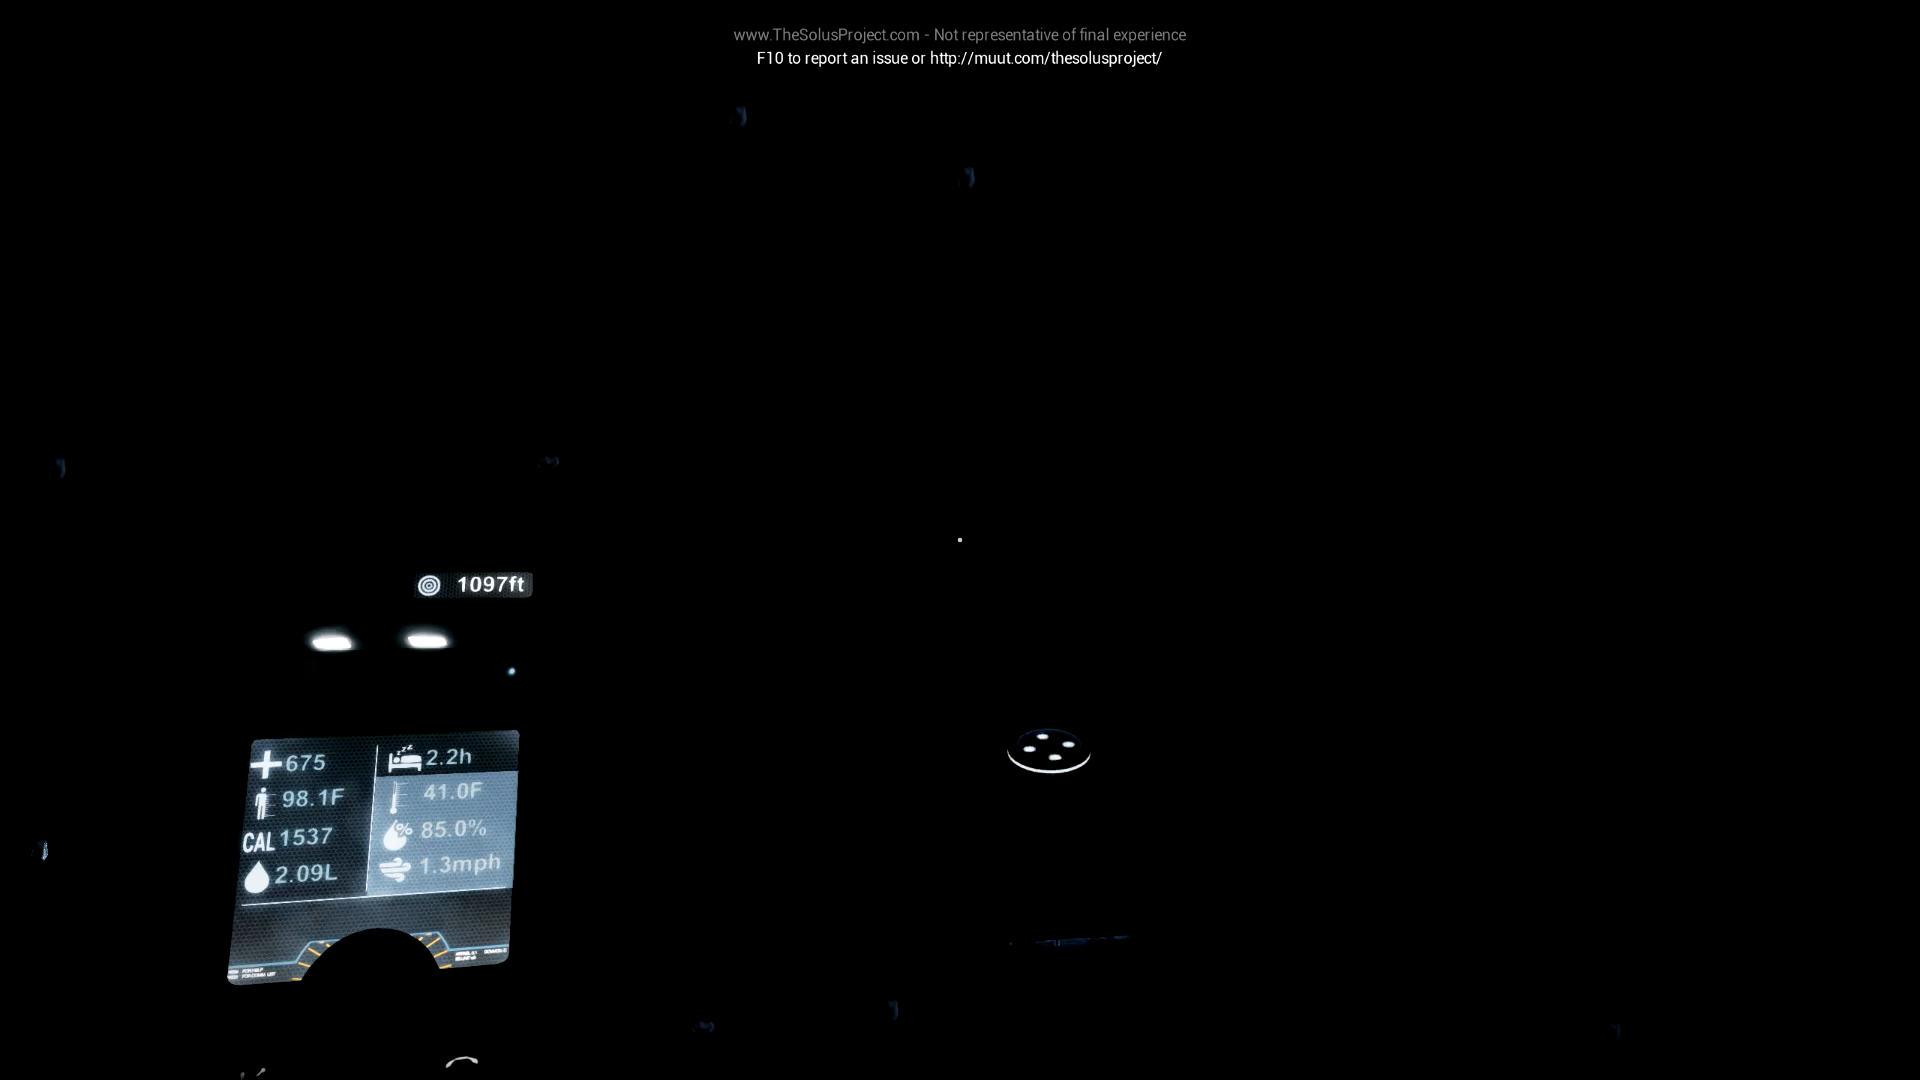 www.TheSolusProject.com - Not representative of final experience
F10 to report an issue or http://muut.com/thesolusproject/
1097ft
675
2.2h
98.1F
41.0F
CAL 1537
85.0%
2.09L
1.3mph